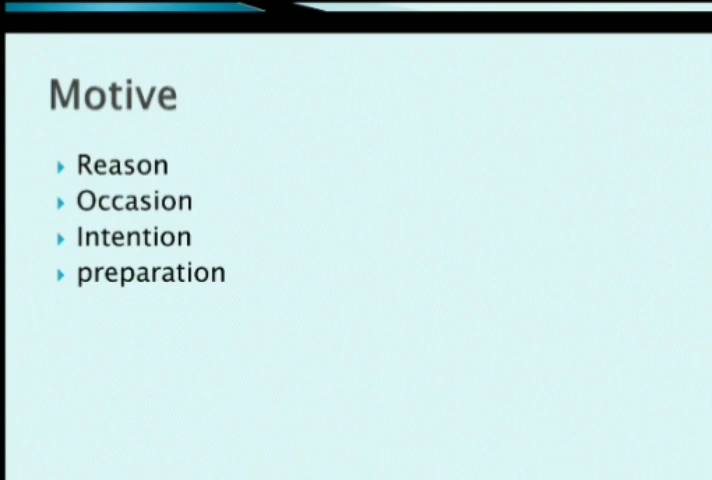 Motive
Reason
Occasion
Intention
preparation